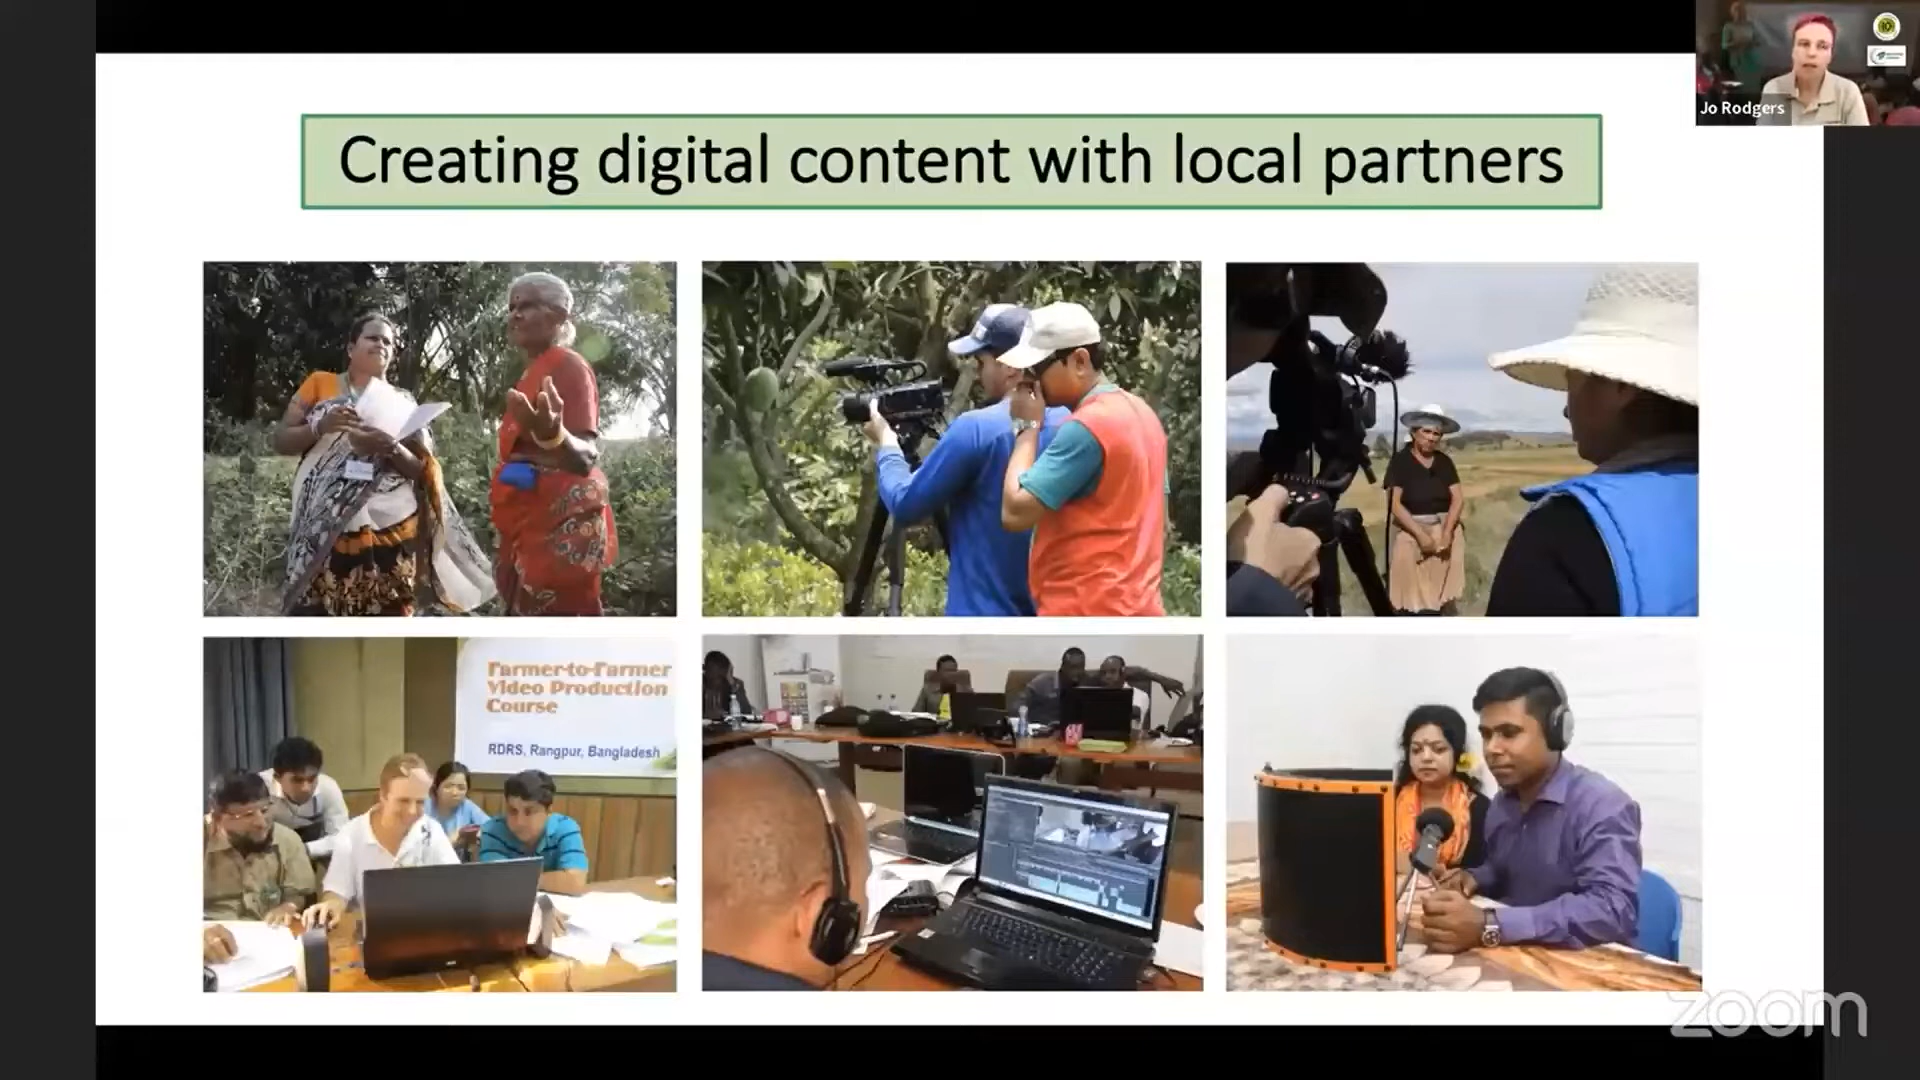 Jo Rodgers
Creating digital content with local partners
Farmer-to-Farmer
Video Production
Course
RDRS, Rangpur, Bangladesh
zoom